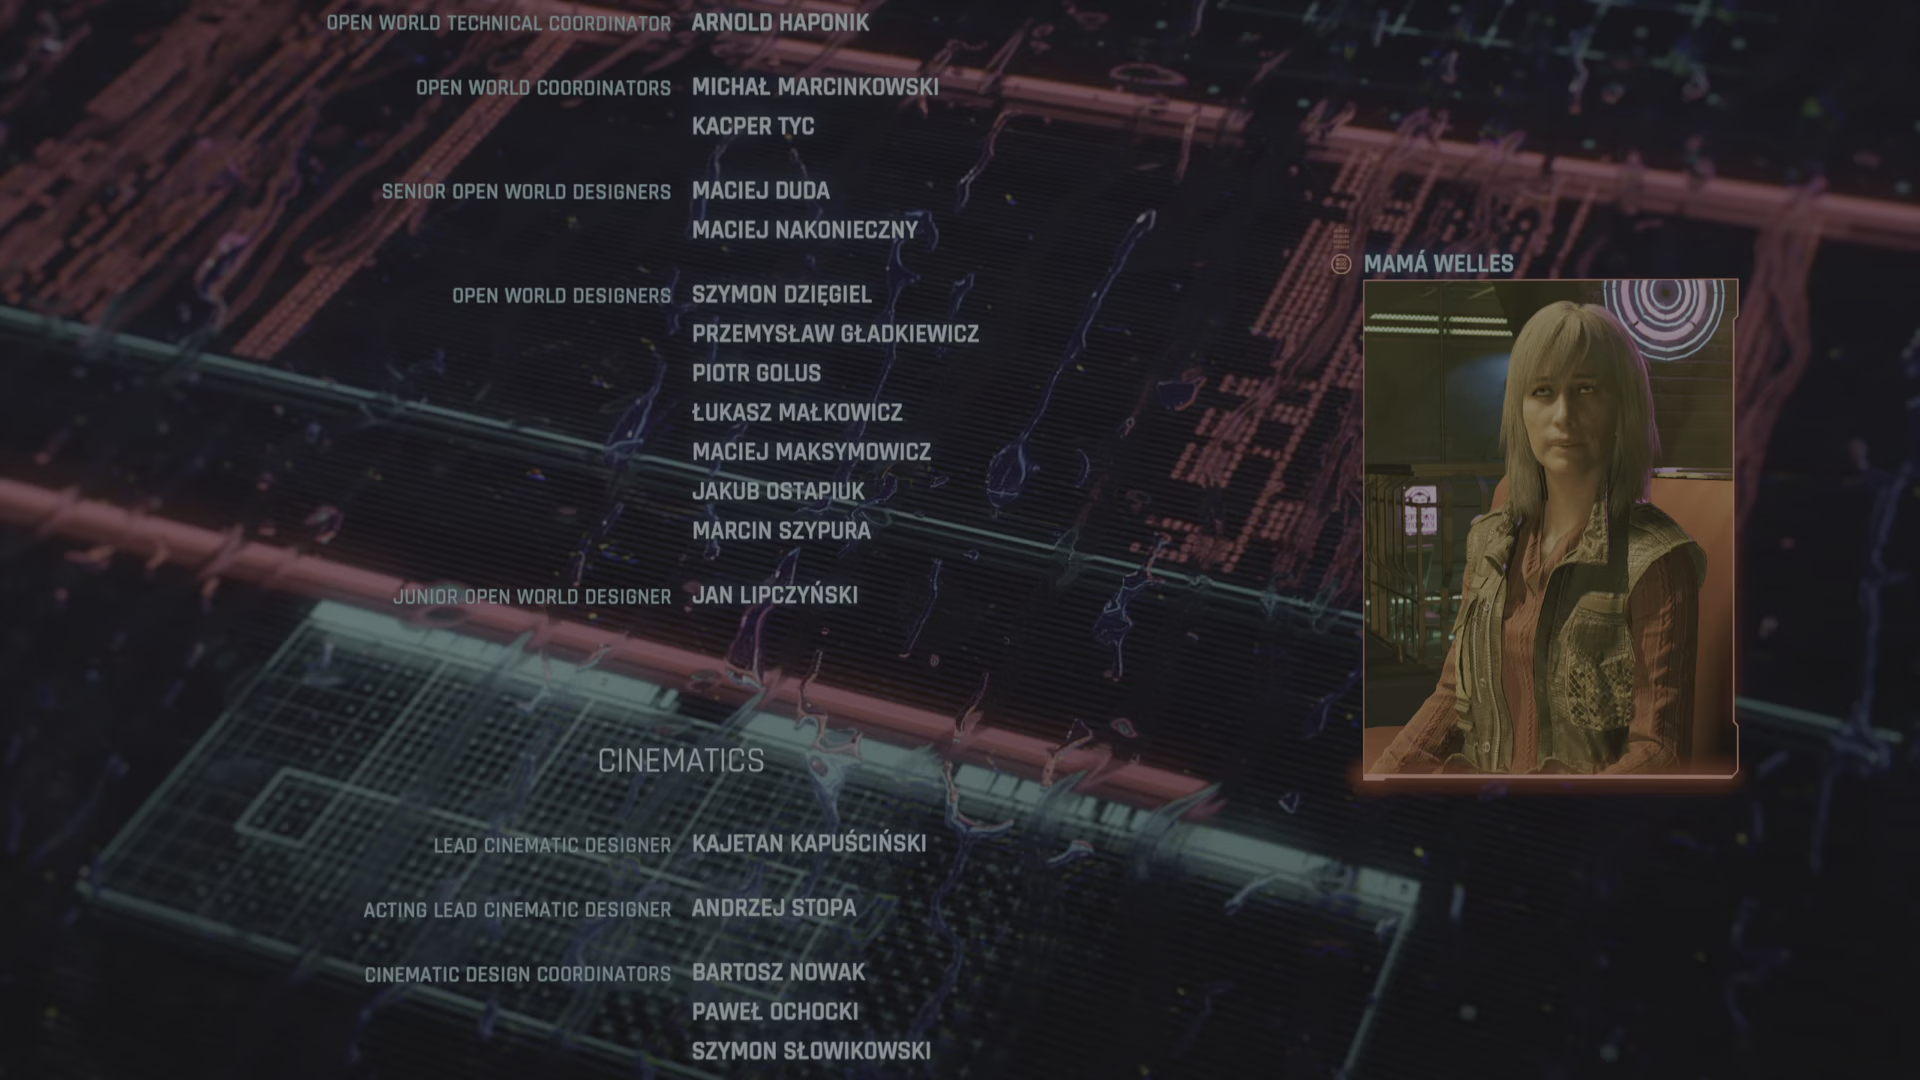 OPEN WORLD TECHNICAL COORDINATOR ARNOLD HAPONIK
OPEN WORLD COORDINATORS MICHAŁ MARCINKOWSKI
KACPER TYC
SENIOR OPEN WORLD DESIGNERS MACIEJ DUDA
MACIEJ NAKONIECZNY
OPEN WORLD DESIGNERS SZYMON DZIĘGIEL
PRZEMYSŁAW GŁADKIEWICZ
PIOTR GOLUS
ŁUKASZ MAŁKOWICZ
MACIEJ MAKSYMOWICZ
JAKUB OSTAPIUK
MARCIN SZYPURA
JUNIOR OPEN WORLD DESIGNER JAN LIPCZYŃSKI
CINEMATICS
LEAD CINEMATIC DESIGNER KAJETAN KAPUŚCIŃSKI
ACTING LEAD CINEMATIC DESIGNER ANDRZEJ STOPA
CINEMATIC DESIGN COORDINATORS BARTOSZ NOWAK
PAWEŁ OCHOCKI
SZYMON SŁOWIKOWSKI
MAMÁ WELLES